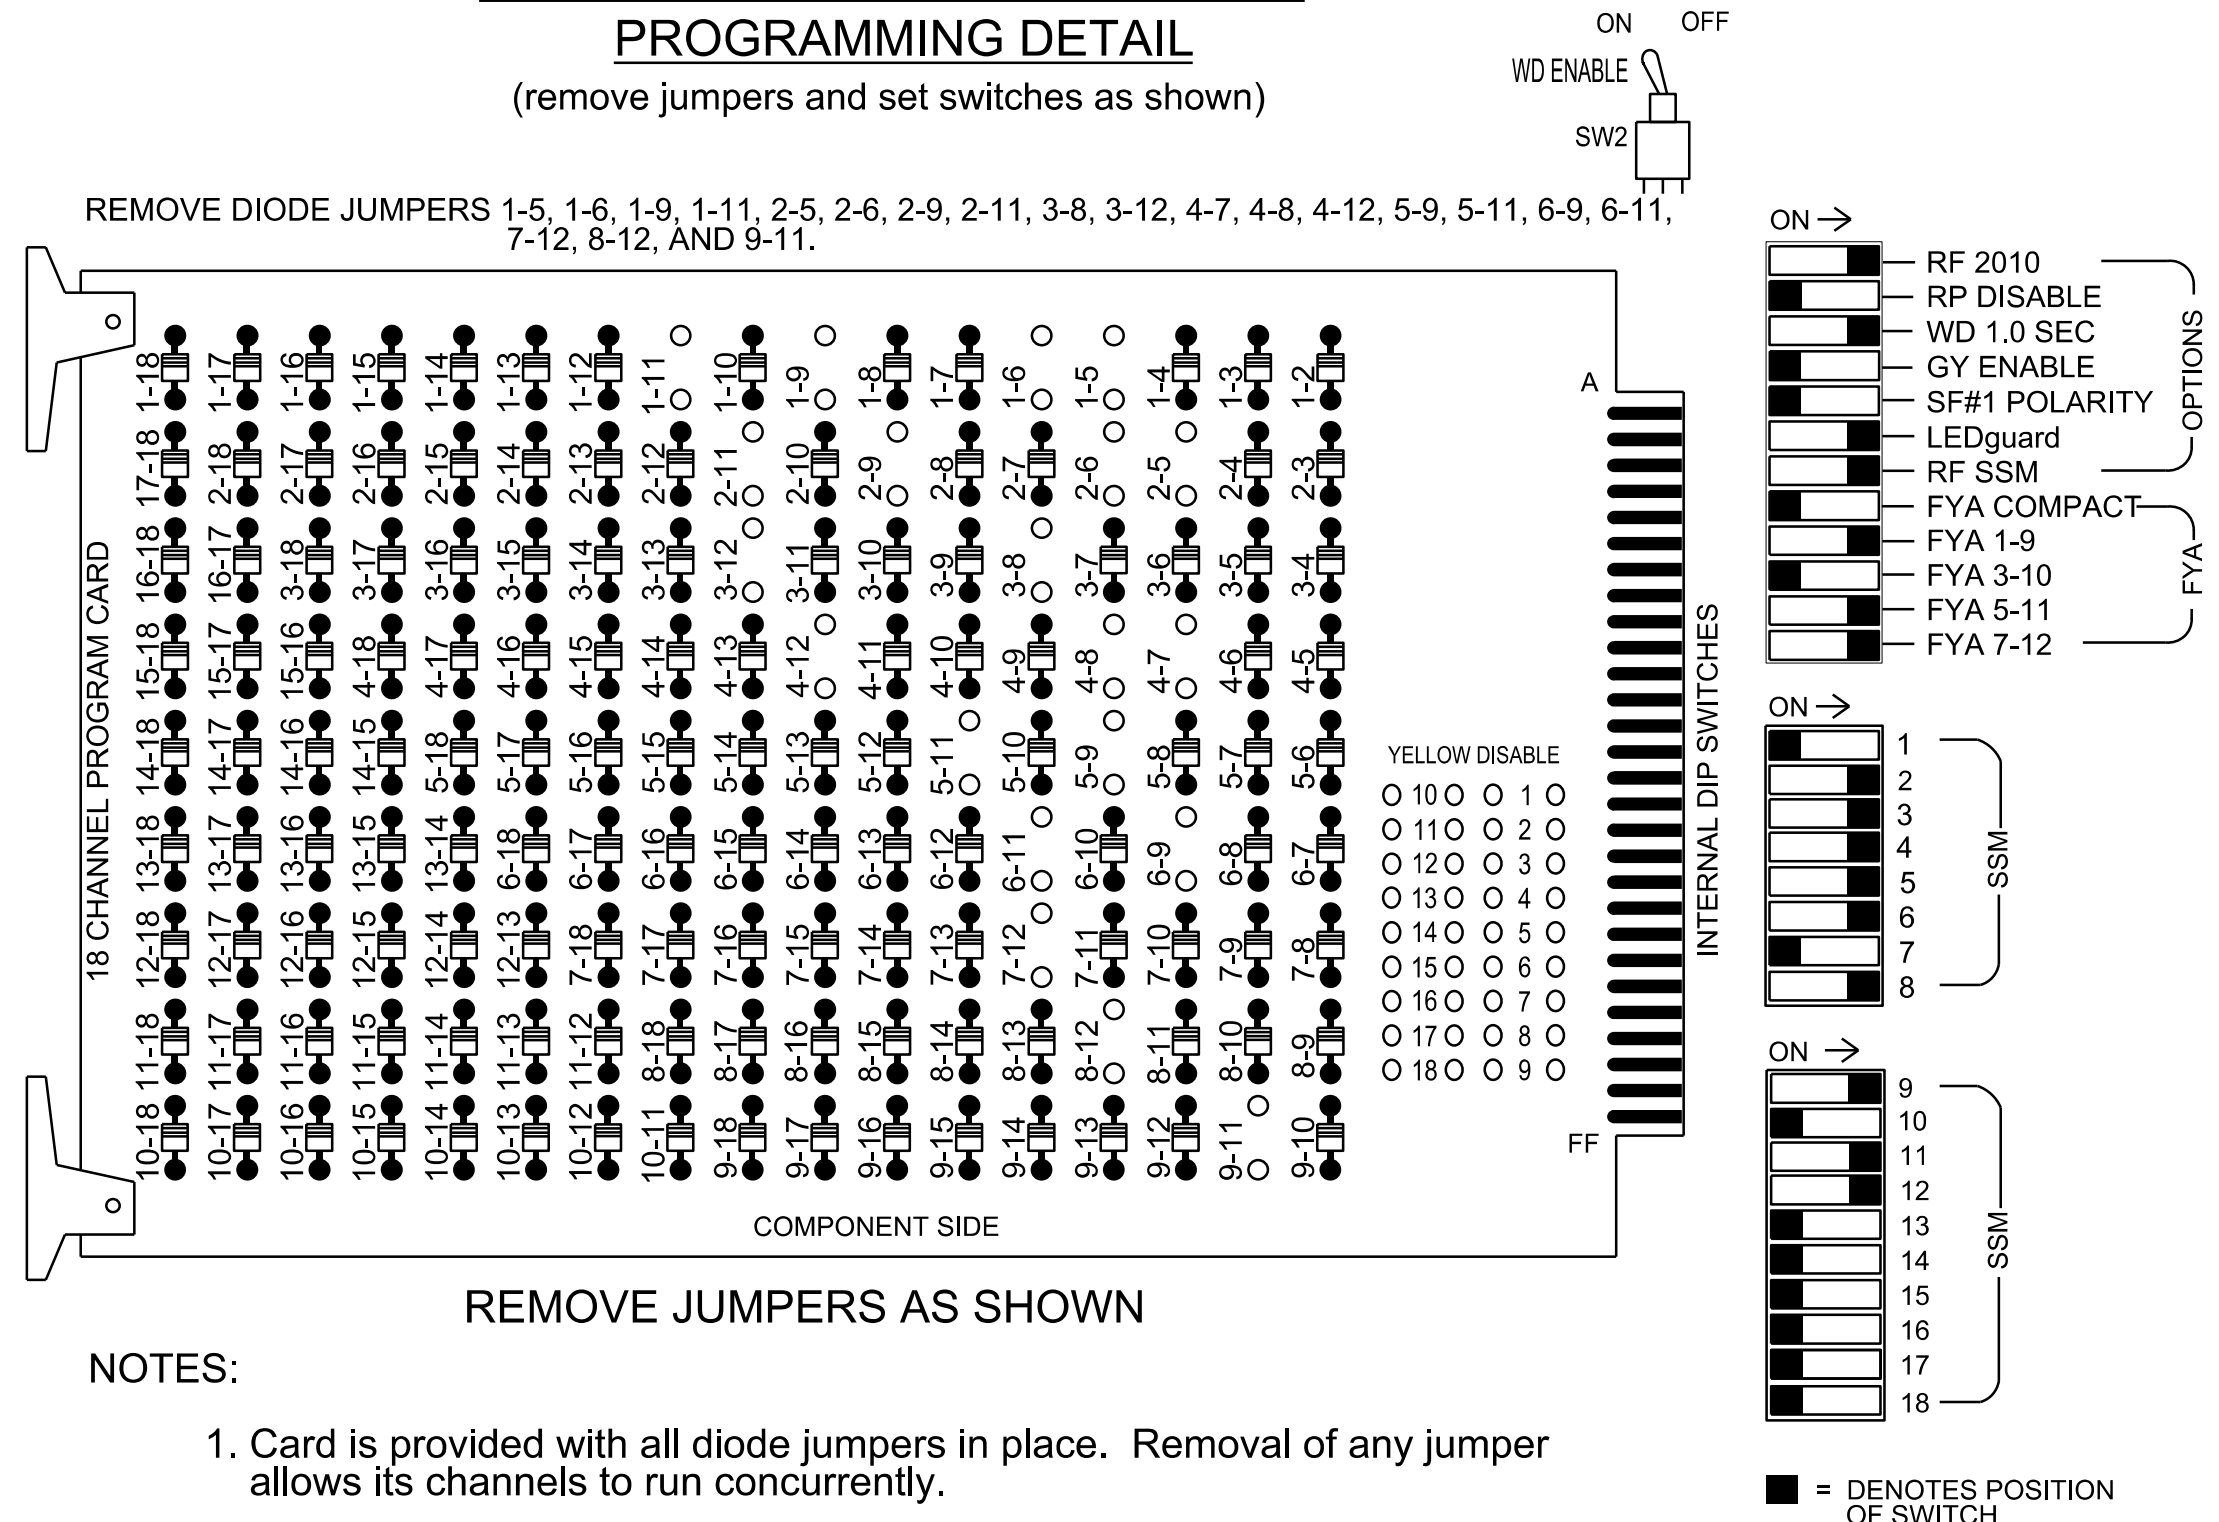 PROGRAMMING DETAIL
(remove jumpers and set switches as shown)
ON OFF
WD ENABLE
SW2
REMOVE DIODE JUMPERS 1-5, 1-6, 1-9, 1-11, 2-5, 2-6, 2-9, 2-11, 3-8, 3-12, 4-7, 4-8, 4-12, 5-9, 5-11, 6-9, 6-11,
7-12, 8-12, AND 9-11.
18 CHANNEL PROGRAM CARD
1-18 1-17 1-16 1-15 1-14 1-13 1-12 1-11 1-10 1-9 1-8 1-7 1-6 1-5 1-4 1-3 1-2
17-18 2-18 2-17 2-16 2-15 2-14 2-13 2-12 2-11 2-10 2-9 2-8 2-7 2-6 2-5 2-4 2-3
16-18 16-17 3-18 3-17 3-16 3-15 3-14 3-13 3-12 3-11 3-10 3-9 3-8 3-7 3-6 3-5 3-4
15-18 15-17 15-16 4-18 4-17 4-16 4-15 4-14 4-13 4-12 4-11 4-10 4-9 4-8 4-7 4-6 4-5
14-18 14-17 14-16 14-15 5-18 5-17 5-16 5-15 5-14 5-13 5-12 5-11 5-10 5-9 5-8 5-7 5-6
13-18 13-17 13-16 13-15 13-14 6-18 6-17 6-16 6-15 6-14 6-13 6-12 6-11 6-10 6-9 6-8 6-7
12-18 12-17 12-16 12-15 12-14 12-13 7-18 7-17 7-16 7-15 7-14 7-13 7-12 7-11 7-10 7-9 7-8
11-18 11-17 11-16 11-15 11-14 11-13 11-12 8-18 8-17 8-16 8-15 8-14 8-13 8-12 8-11 8-10 8-9
10-18 10-17 10-16 10-15 10-14 10-13 10-12 10-11 9-18 9-17 9-16 9-15 9-14 9-13 9-12 9-11 9-10
A
YELLOW DISABLE
10 1
11 2
12 3
13 4
14 5
15 6
16 7
17 8
18 9
FF
COMPONENT SIDE
INTERNAL DIP SWITCHES
ON →
RF 2010
RP DISABLE
WD 1.0 SEC
GY ENABLE
SF#1 POLARITY
LEDguard
RF SSM
OPTIONS
FYA COMPACT
FYA 1-9
FYA 3-10
FYA 5-11
FYA 7-12
FYA
ON →
1
2
3
4
5
6
7
8
SSM
ON →
9
10
11
12
13
14
15
16
17
18
SSM
REMOVE JUMPERS AS SHOWN
NOTES:
1. Card is provided with all diode jumpers in place. Removal of any jumper
allows its channels to run concurrently.
= DENOTES POSITION
OF SWITCH